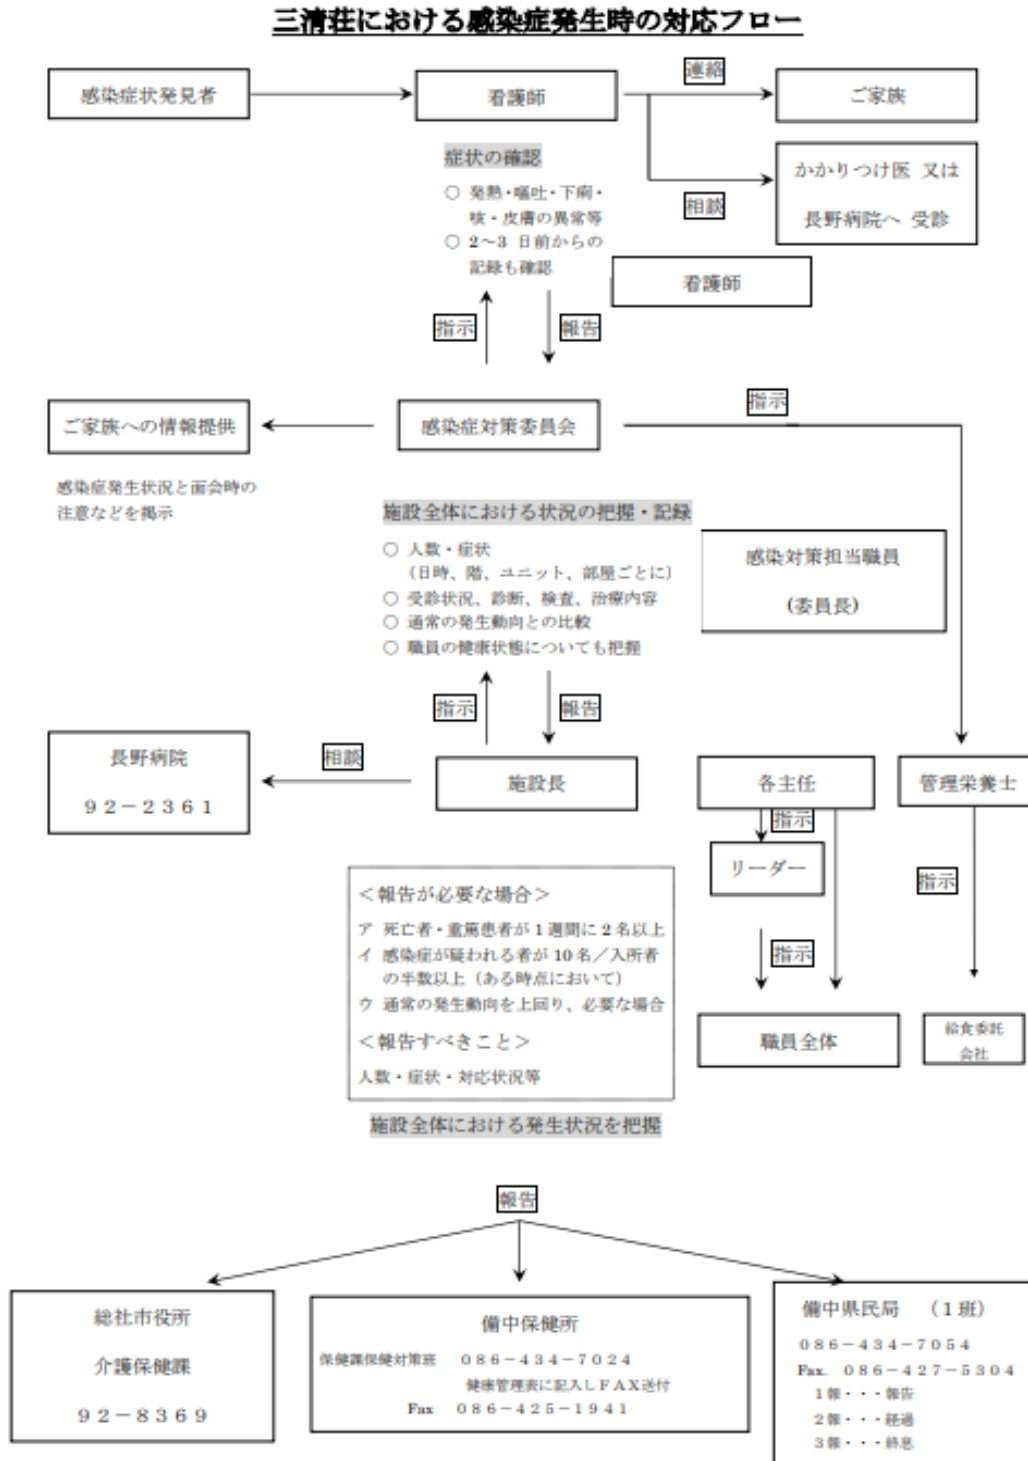 三清荘における感染症発生時の対応フロー
感染症状発見者
看護師
連絡
ご家族
症状の確認
○ 発熱・嘔吐・下痢・
咳・皮膚の異常等
○ 2～3 日前からの
記録も確認
相談
かかりつけ医 又は
長野病院へ 受診
看護師
指示
報告
ご家族への情報提供
感染症対策委員会
指示
感染症発生状況と面会時の
注意などを掲示
施設全体における状況の把握・記録
○ 人数・症状
（日時、階、ユニット、部屋ごとに）
○ 受診状況、診断、検査、治療内容
○ 通常の発生動向との比較
○ 職員の健康状態についても把握
感染対策担当職員
(委員長)
指示
報告
長野病院
９２－２３６１
相談
施設長
各主任
管理栄養士
指示
リーダー
指示
指示
＜報告が必要な場合＞
ア 死亡者・重篤患者が 1 週間に 2 名以上
イ 感染症が疑われる者が 10 名／入所者
の半数以上（ある時点において）
ウ 通常の発生動向を上回り、必要な場合
＜報告すべきこと＞
人数・症状・対応状況等
職員全体
給食委託
会社
施設全体における発生状況を把握
報告
総社市役所
介護保健課
９２－８３６９
備中保健所
保健課保健対策班 ０８６－４３４－７０２４
健康管理表に記入しＦＡＸ送付
Fax ０８６－４２５－１９４１
備中県民局 （１班）
０８６－４３４－７０５４
Fax. ０８６－４２７－５３０４
１報・・・報告
２報・・・経過
３報・・・終息